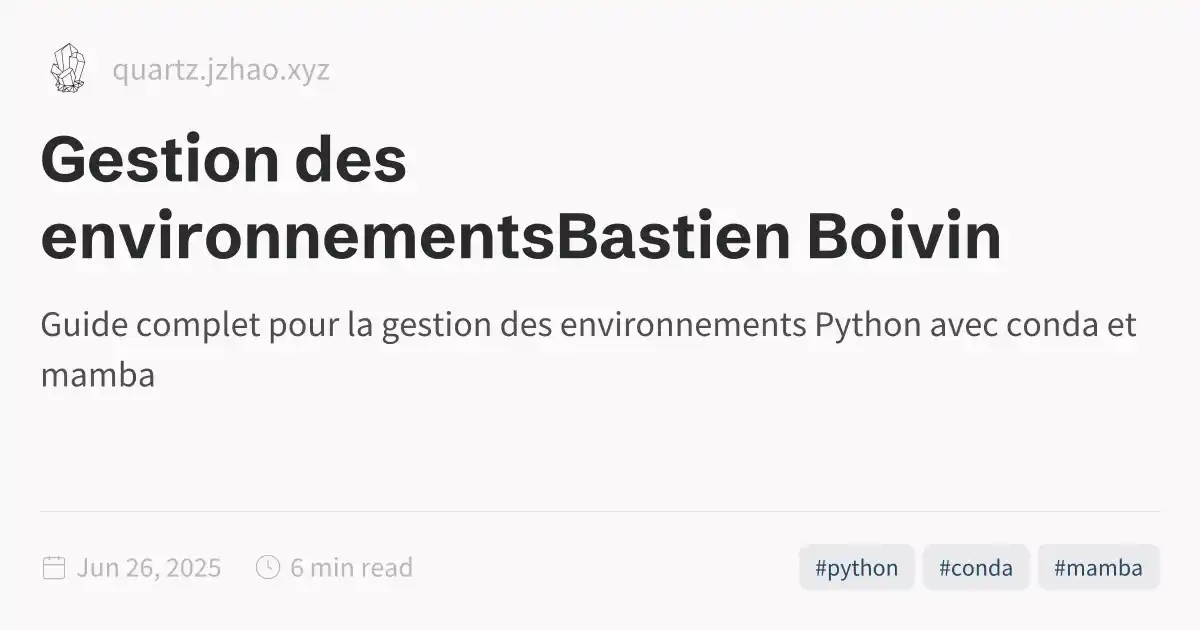 quartz.jzhao.xyz
Gestion des
environnementsBastien Boivin
Guide complet pour la gestion des environnements Python avec conda et
mamba
Jun 26, 2025 6 min read #python #conda #mamba